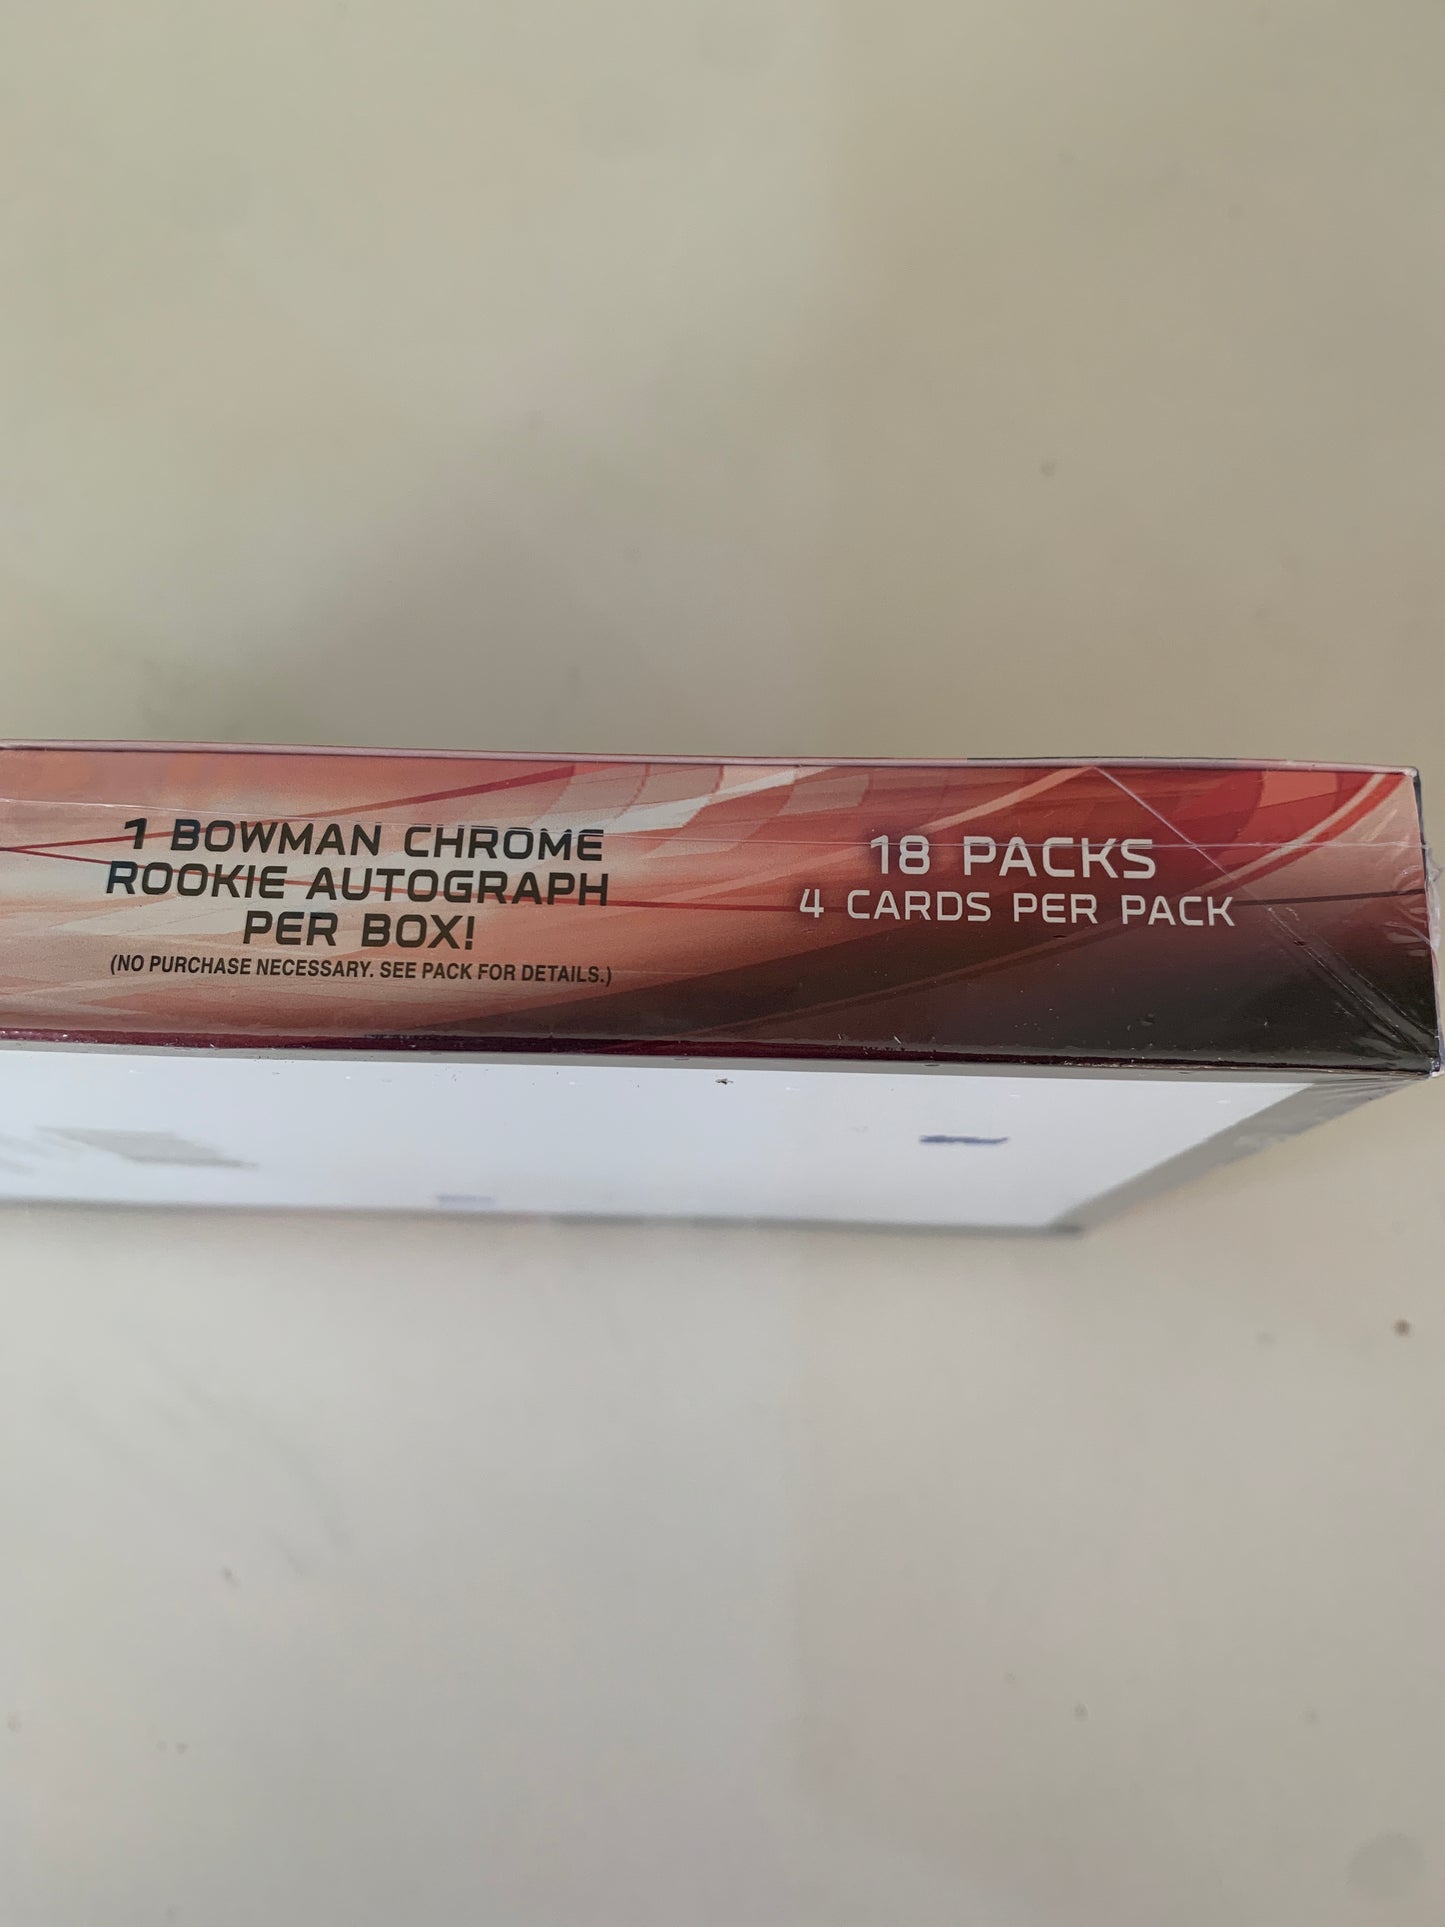 1 BOWMAN CHROME
ROOKIE AUTOGRAPH
PER BOX!
(NO PURCHASE NECESSARY. SEE PACK FOR DETAILS.)
18 PACKS
4 CARDS PER PACK